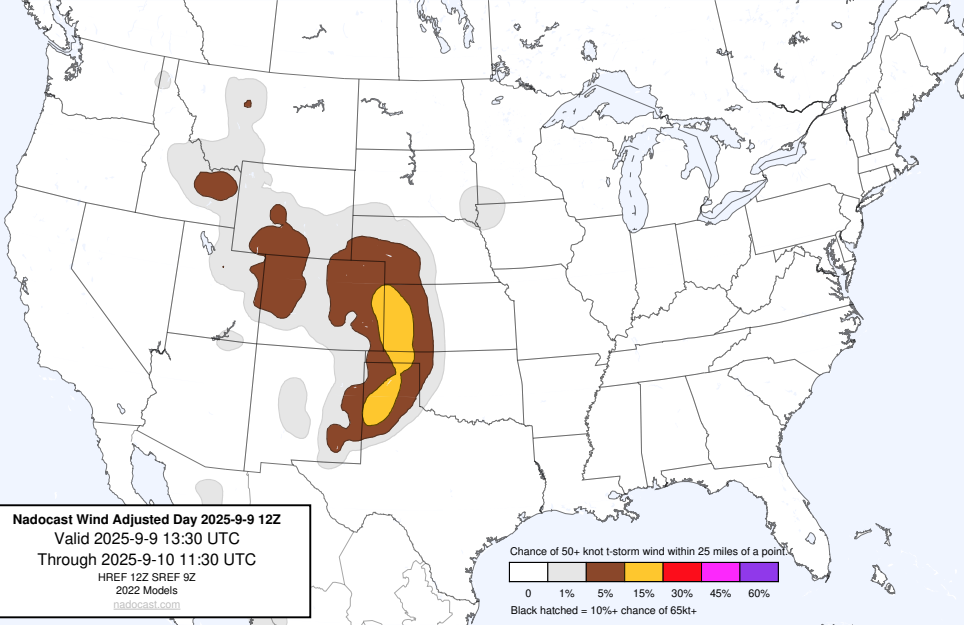 Nadocast Wind Adjusted Day 2025-9-9 12Z
Valid 2025-9-9 13:30 UTC
Through 2025-9-10 11:30 UTC
HREF 12Z SREF 9Z
2022 Models
nadocast.com
Chance of 50+ knot t-storm wind within 25 miles of a point.
0 1% 5% 15% 30% 45% 60%
Black hatched = 10%+ chance of 65kt+